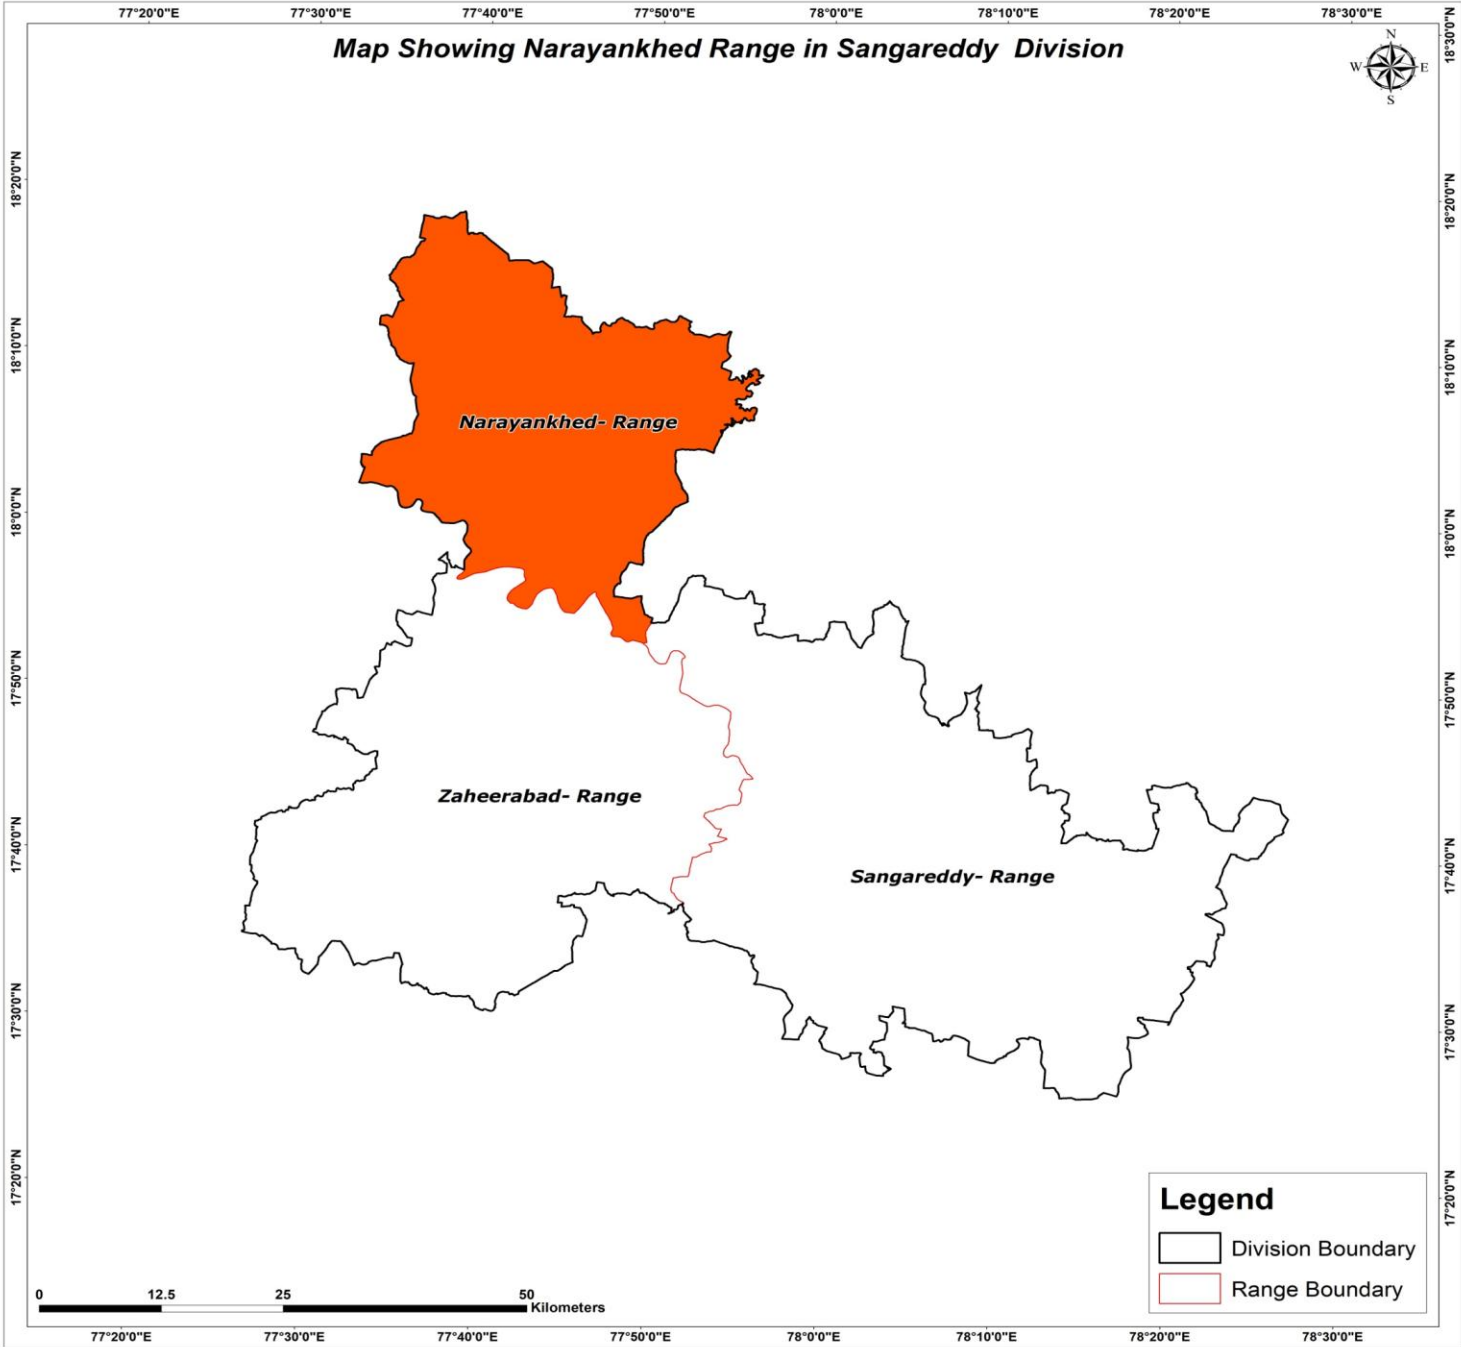 77°20'0"E 77°30'0"E 77°40'0"E 77°50'0"E 78°0'0"E 78°10'0"E 78°20'0"E 78°30'0"E
Map Showing Narayankhed Range in Sangareddy Division
N
W E
S
18°30'0"N
18°20'0"N 18°20'0"N
18°10'0"N 18°10'0"N
Narayankhed- Range
18°0'0"N 18°0'0"N
17°50'0"N 17°50'0"N
Zaheerabad- Range
17°40'0"N 17°40'0"N
Sangareddy- Range
17°30'0"N 17°30'0"N
17°20'0"N 17°20'0"N
Legend
Division Boundary
Range Boundary
0 12.5 25 50
Kilometers
77°20'0"E 77°30'0"E 77°40'0"E 77°50'0"E 78°0'0"E 78°10'0"E 78°20'0"E 78°30'0"E